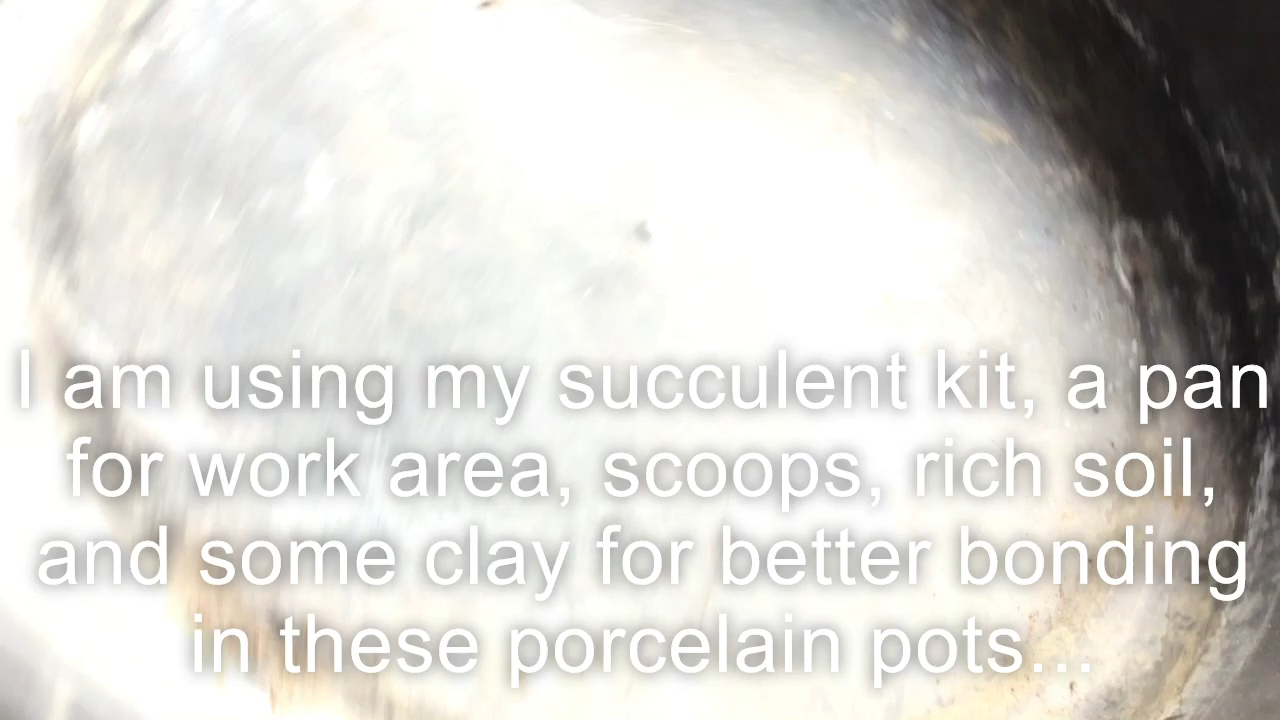 I am using my succulent kit, a pan
for work area, scoops, rich soil,
and some clay for better bonding
in these porcelain pots...